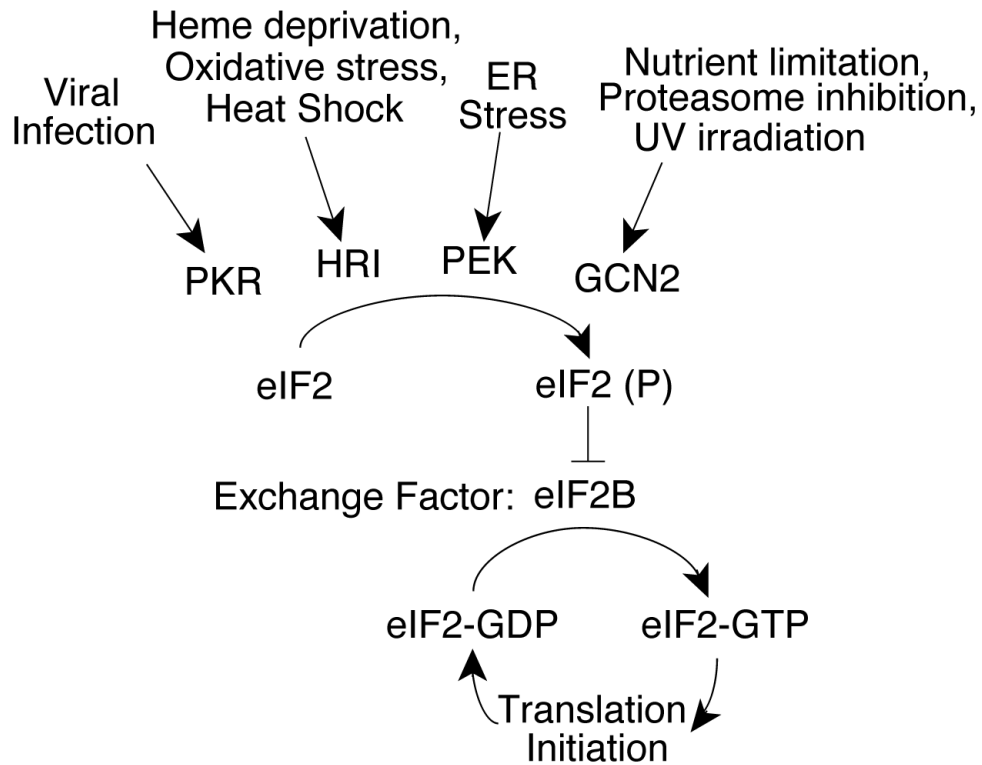 Viral
Infection
Heme deprivation,
Oxidative stress,
Heat Shock
ER
Stress
Nutrient limitation,
Proteasome inhibition,
UV irradiation
PKR
HRI
PEK
GCN2
eIF2
eIF2 (P)
Exchange Factor: eIF2B
eIF2-GDP
eIF2-GTP
Translation
Initiation